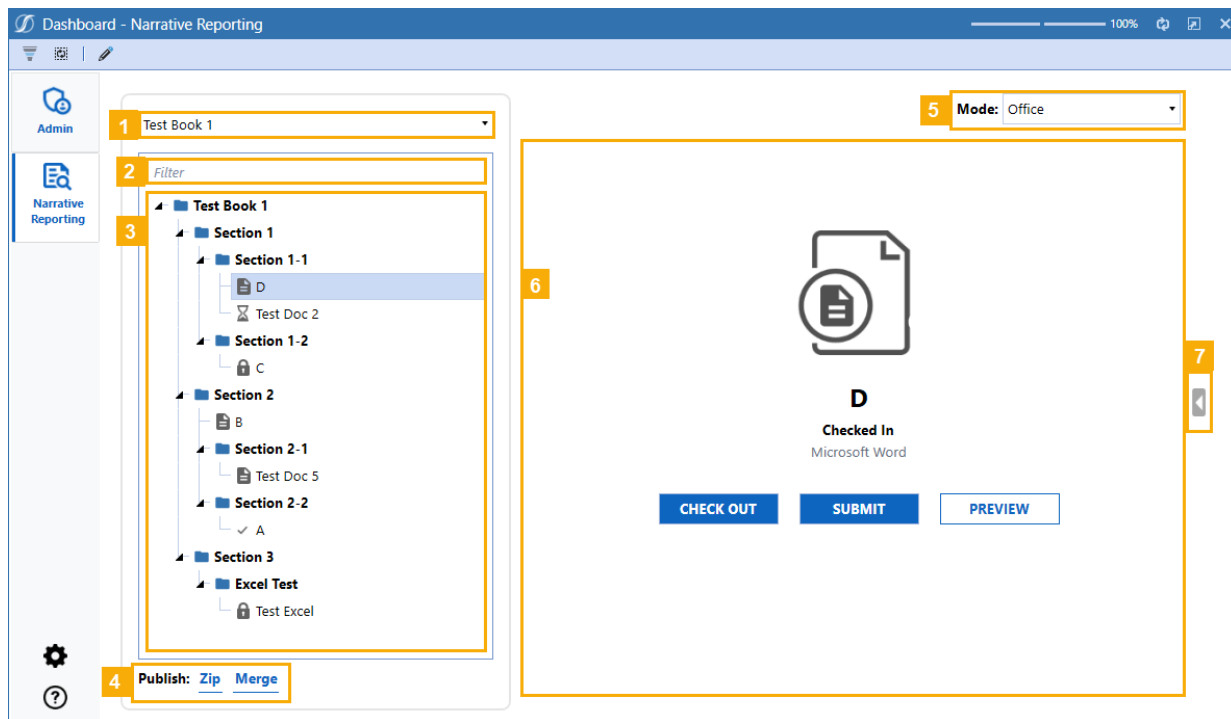 Dashboard - Narrative Reporting
100%
Admin
Narrative
Reporting
1
Test Book 1
2
Filter
3
Test Book 1
Section 1
Section 1-1
D
Test Doc 2
Section 1-2
C
Section 2
B
Section 2-1
Test Doc 5
Section 2-2
A
Section 3
Excel Test
Test Excel
4
Publish: Zip Merge
5
Mode: Office
6
D
Checked In
Microsoft Word
CHECK OUT SUBMIT PREVIEW
7